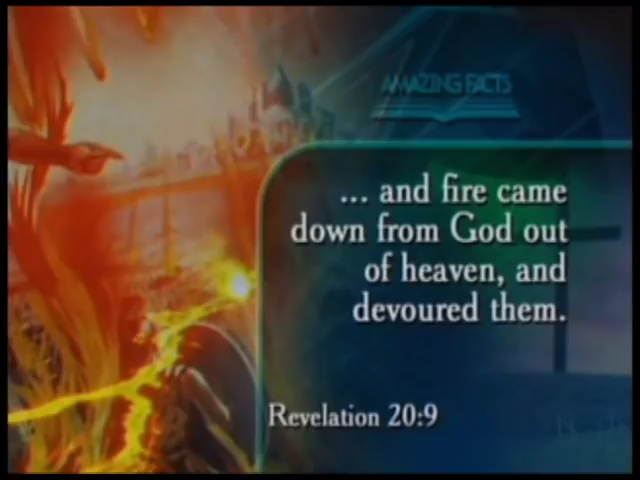 AMAZING FACTS
... and fire came
down from God out
of heaven, and
devoured them.
Revelation 20:9